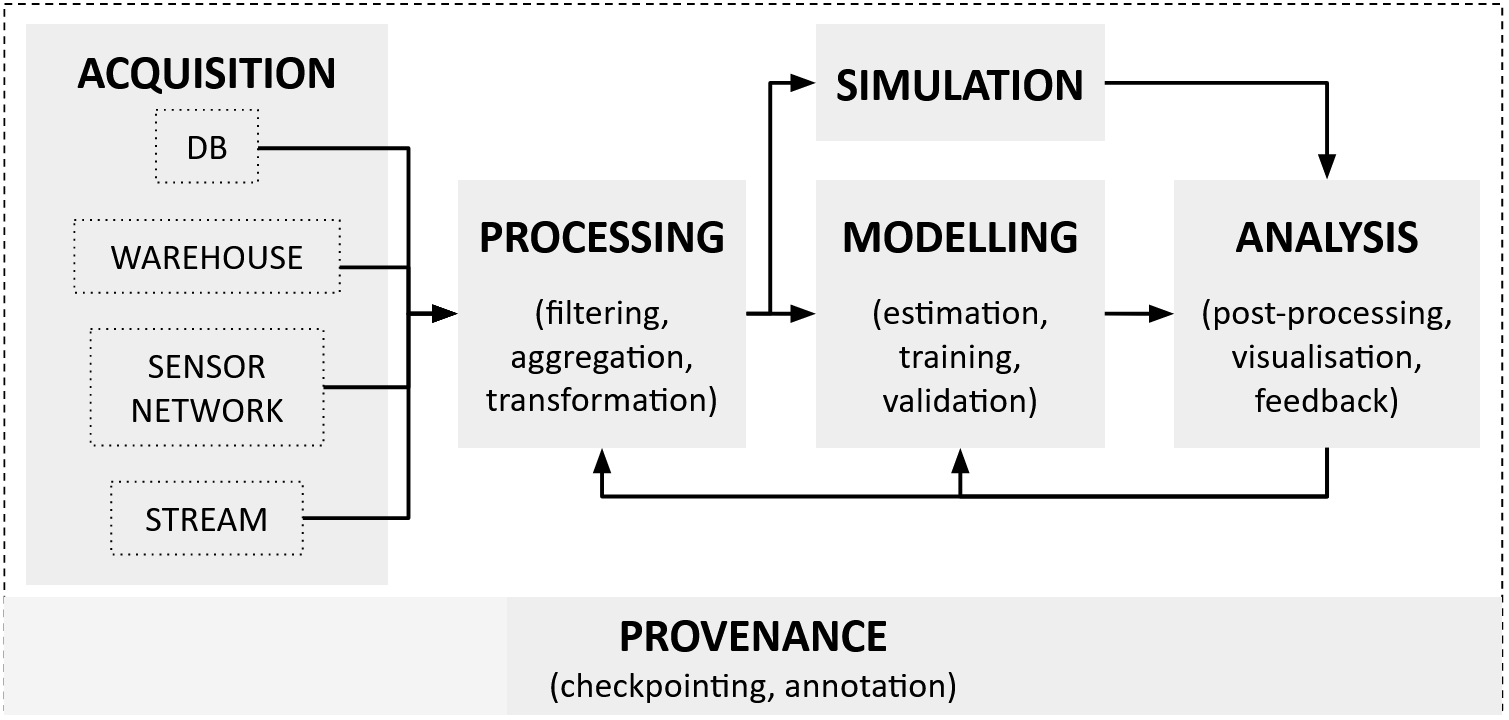 ACQUISITION
DB
WAREHOUSE
SENSOR
NETWORK
STREAM
PROCESSING
(filtering,
aggregation,
transformation)
SIMULATION
MODELLING
(estimation,
training,
validation)
ANALYSIS
(post-processing,
visualisation,
feedback)
PROVENANCE
(checkpointing, annotation)